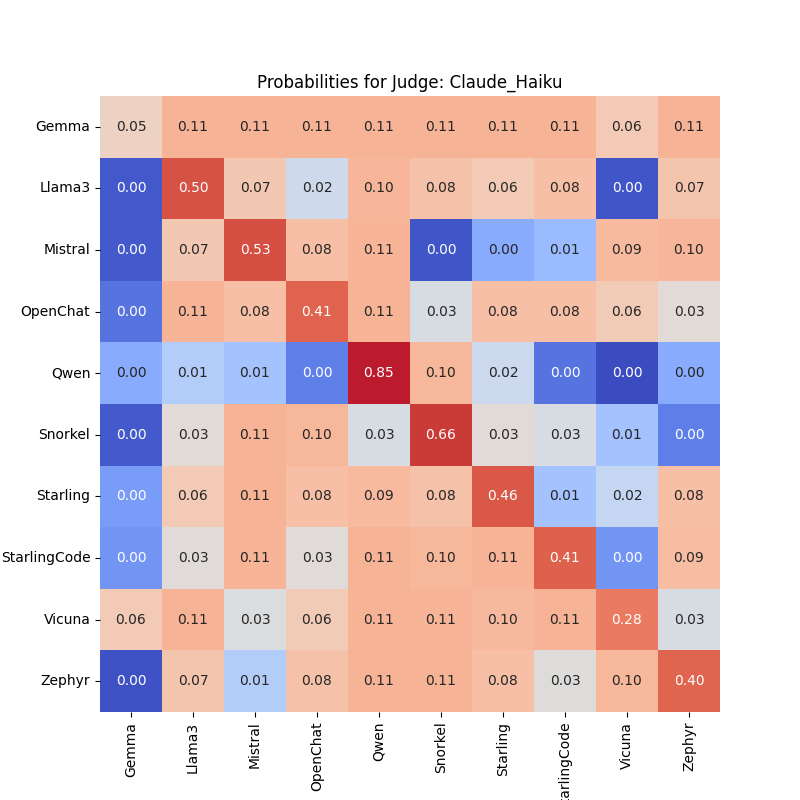 Probabilities for Judge: Claude_Haiku
Gemma 0.05 0.11 0.11 0.11 0.11 0.11 0.11 0.11 0.06 0.11
Llama3 0.00 0.50 0.07 0.02 0.10 0.08 0.06 0.08 0.00 0.07
Mistral 0.00 0.07 0.53 0.08 0.11 0.00 0.00 0.01 0.09 0.10
OpenChat 0.00 0.11 0.08 0.41 0.11 0.03 0.08 0.08 0.06 0.03
Qwen 0.00 0.01 0.01 0.00 0.85 0.10 0.02 0.00 0.00 0.00
Snorkel 0.00 0.03 0.11 0.10 0.03 0.66 0.03 0.03 0.01 0.00
Starling 0.00 0.06 0.11 0.08 0.09 0.08 0.46 0.01 0.02 0.08
StarlingCode 0.00 0.03 0.11 0.03 0.11 0.10 0.11 0.41 0.00 0.09
Vicuna 0.06 0.11 0.03 0.06 0.11 0.11 0.10 0.11 0.28 0.03
Zephyr 0.00 0.07 0.01 0.08 0.11 0.11 0.08 0.03 0.10 0.40
Gemma Llama3 Mistral OpenChat Qwen Snorkel Starling arlingCode Vicuna Zephyr